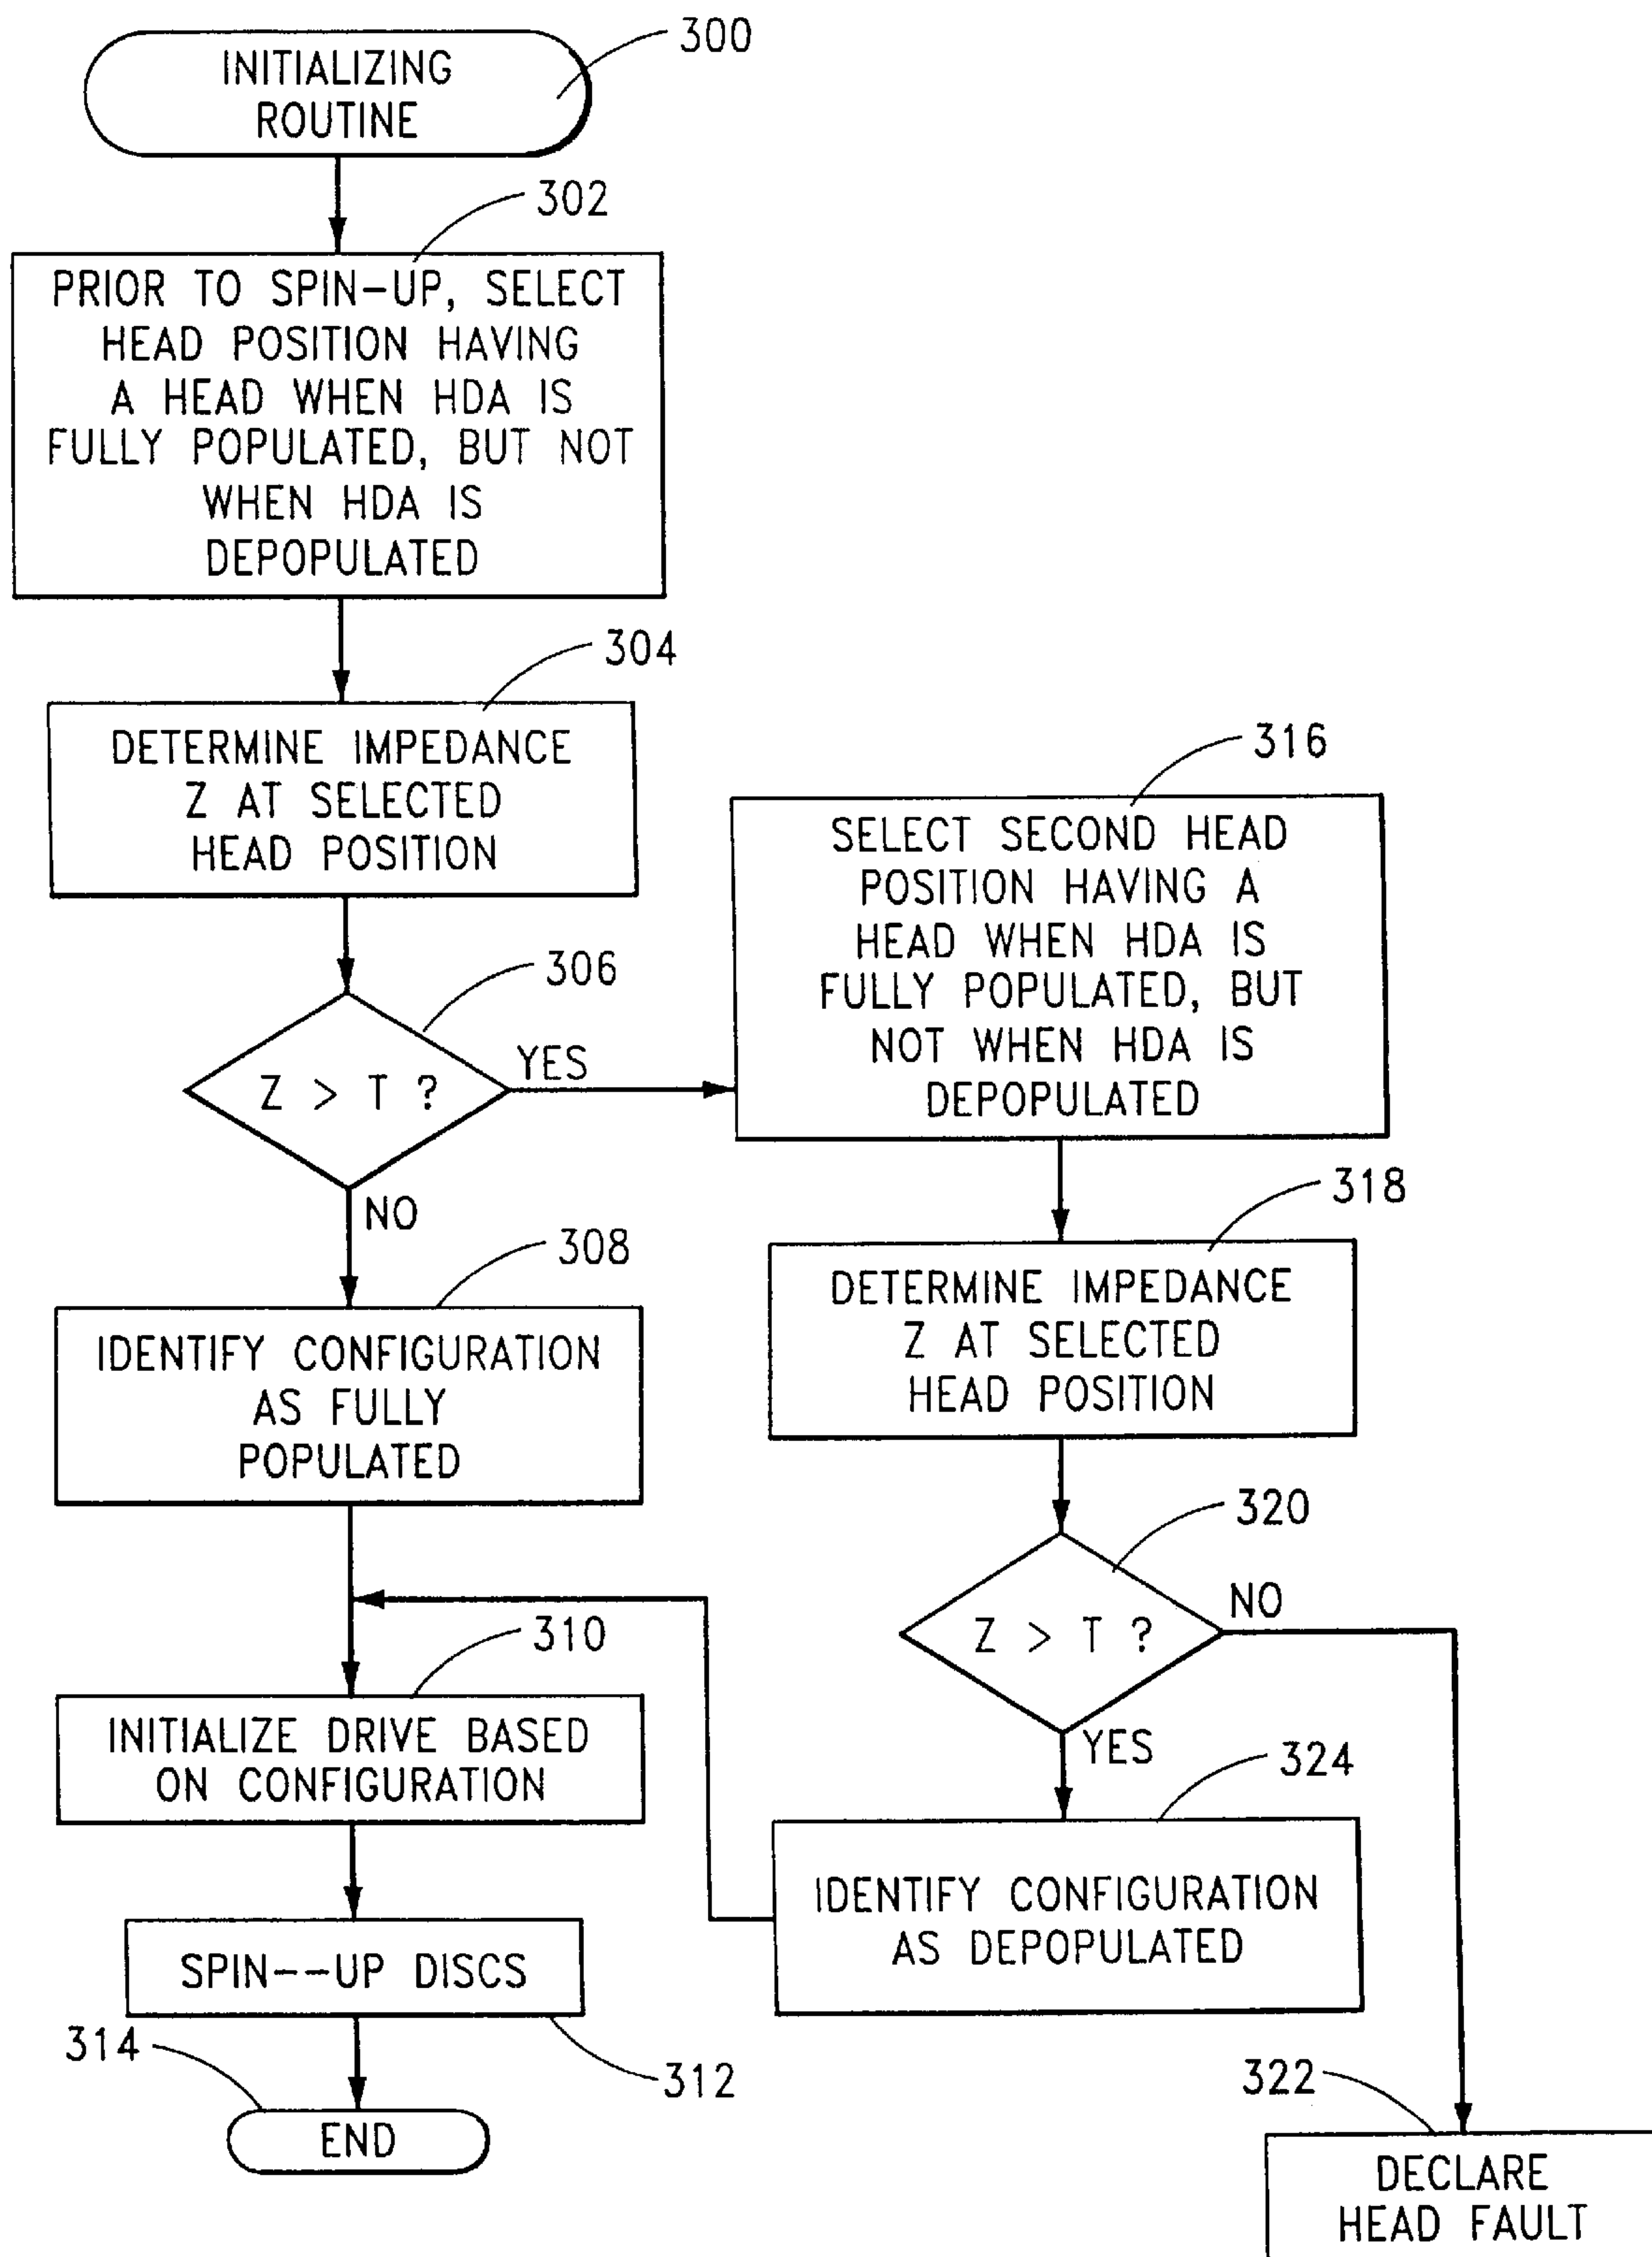 INITIALIZING
ROUTINE
300
302
PRIOR TO SPIN-UP, SELECT
HEAD POSITION HAVING
A HEAD WHEN HDA IS
FULLY POPULATED, BUT NOT
WHEN HDA IS
DEPOPULATED
304
DETERMINE IMPEDANCE
Z AT SELECTED
HEAD POSITION
306
Z > T ?
YES
NO
308
IDENTIFY CONFIGURATION
AS FULLY
POPULATED
310
INITIALIZE DRIVE BASED
ON CONFIGURATION
SPIN--UP DISCS
312
314
END
316
SELECT SECOND HEAD
POSITION HAVING A
HEAD WHEN HDA IS
FULLY POPULATED, BUT
NOT WHEN HDA IS
DEPOPULATED
318
DETERMINE IMPEDANCE
Z AT SELECTED
HEAD POSITION
320
Z > T ?
NO
YES
324
IDENTIFY CONFIGURATION
AS DEPOPULATED
322
DECLARE
HEAD FAULT